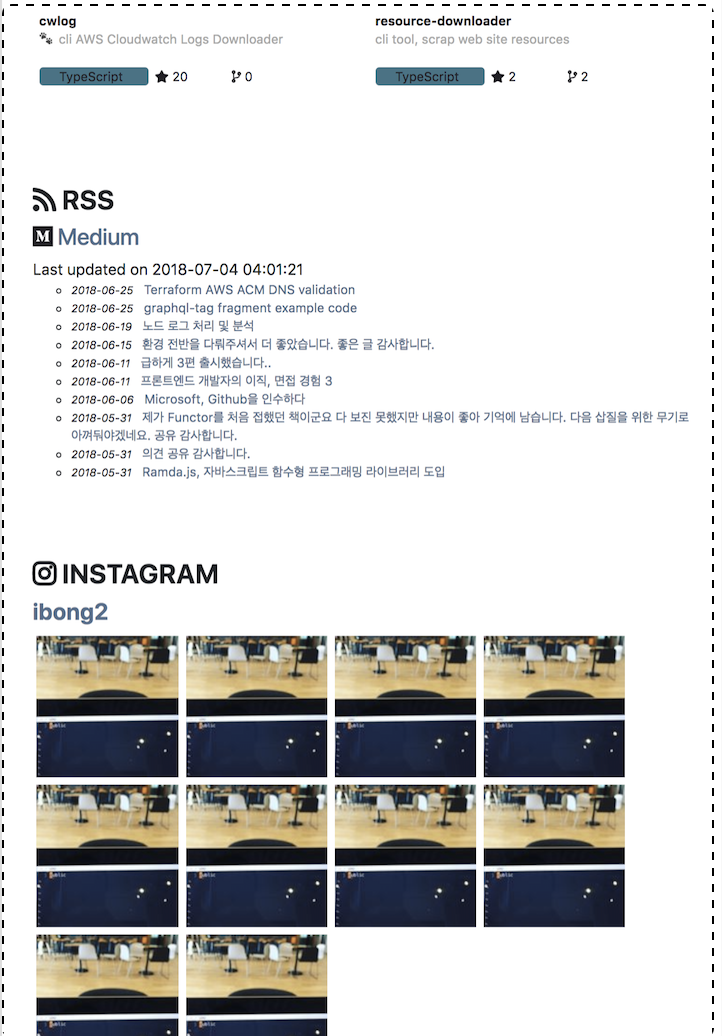 cwlog
resource-downloader
cli AWS Cloudwatch Logs Downloader
cli tool, scrap web site resources
TypeScript 20 0
TypeScript 2 2
RSS
M Medium
Last updated on 2018-07-04 04:01:21
2018-06-25 Terraform AWS ACM DNS validation
2018-06-25 graphql-tag fragment example code
2018-06-19 노드 로그 처리 및 분석
2018-06-15 환경 전반을 다뤄주셔서 더 좋았습니다. 좋은 글 감사합니다.
2018-06-11 급하게 3편 출시했습니다..
2018-06-11 프론트엔드 개발자의 이직, 면접 경험 3
2018-06-06 Microsoft, Github을 인수하다
2018-05-31 제가 Functor를 처음 접했던 책이군요 다 보진 못했지만 내용이 좋아 기억에 남습니다. 다음 삽질을 위한 무기로
아껴둬야겠네요. 공유 감사합니다.
2018-05-31 의견 공유 감사합니다.
2018-05-31 Ramda.js, 자바스크립트 함수형 프로그래밍 라이브러리 도입
INSTAGRAM
ibong2